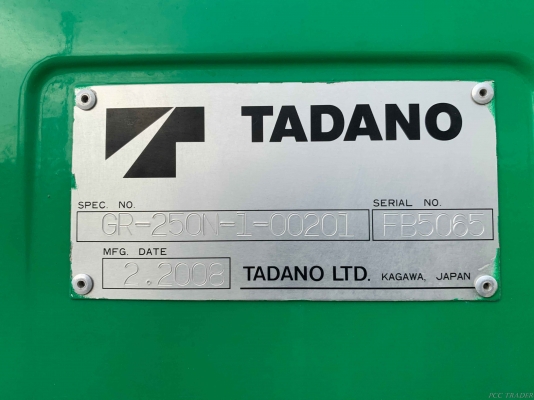 TADANO
SPEC. NO. SERIAL NO.
GR-250N-1-00201 FB5065
MFG. DATE
2.2008 TADANO LTD. KAGAWA, JAPAN
PCC TRADER